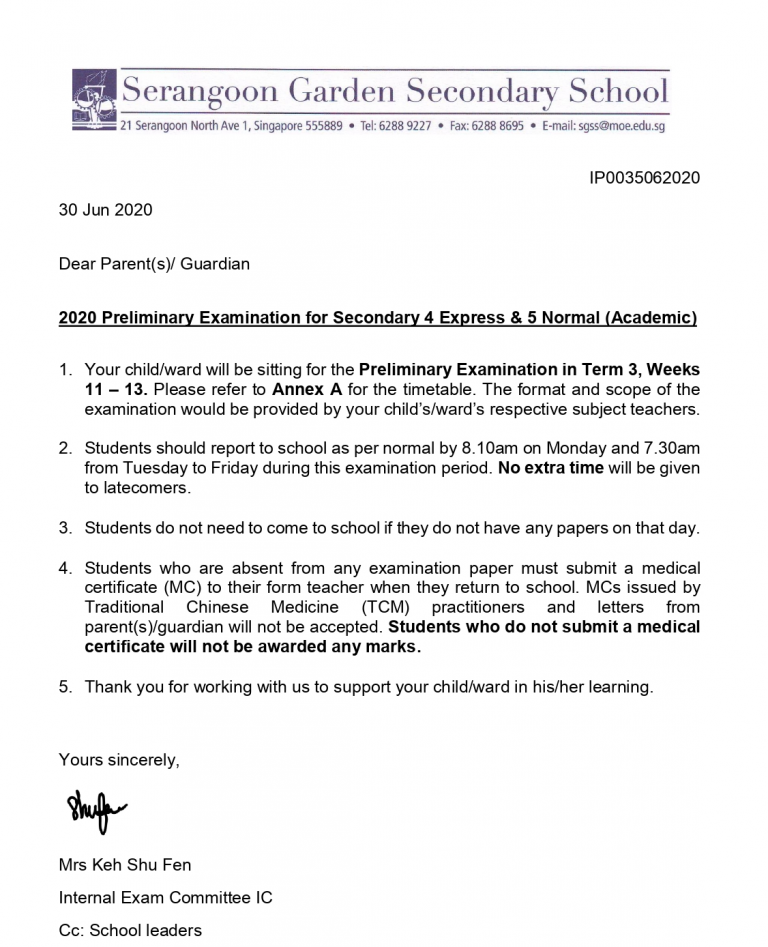 Serangoon Garden Secondary School
21 Serangoon North Ave 1, Singapore 555889 • Tel: 6288 9227 • Fax: 6288 8695 • E-mail: sgss@moe.edu.sg
IP0035062020
30 Jun 2020
Dear Parent(s)/ Guardian
2020 Preliminary Examination for Secondary 4 Express & 5 Normal (Academic)
1. Your child/ward will be sitting for the Preliminary Examination in Term 3, Weeks
11 – 13. Please refer to Annex A for the timetable. The format and scope of the
examination would be provided by your child's/ward's respective subject teachers.
2. Students should report to school as per normal by 8.10am on Monday and 7.30am
from Tuesday to Friday during this examination period. No extra time will be given
to latecomers.
3. Students do not need to come to school if they do not have any papers on that day.
4. Students who are absent from any examination paper must submit a medical
certificate (MC) to their form teacher when they return to school. MCs issued by
Traditional Chinese Medicine (TCM) practitioners and letters from
parent(s)/guardian will not be accepted. Students who do not submit a medical
certificate will not be awarded any marks.
5. Thank you for working with us to support your child/ward in his/her learning.
Yours sincerely,
Shufen
Mrs Keh Shu Fen
Internal Exam Committee IC
Cc: School leaders